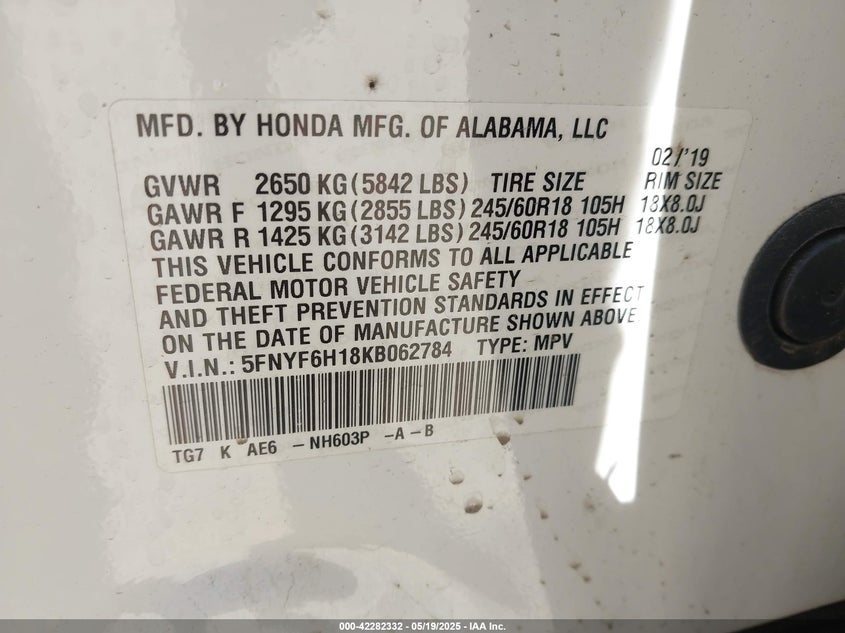 MFD. BY HONDA MFG. OF ALABAMA, LLC
02/'19
GVWR 2650 KG (5842 LBS) TIRE SIZE RIM SIZE
GAWR F 1295 KG (2855 LBS) 245/60R18 105H 18X8.0J
GAWR R 1425 KG (3142 LBS) 245/60R18 105H 18X8.0J
THIS VEHICLE CONFORMS TO ALL APPLICABLE
FEDERAL MOTOR VEHICLE SAFETY
AND THEFT PREVENTION STANDARDS IN EFFECT
ON THE DATE OF MANUFACTURE SHOWN ABOVE
V.I.N.: 5FNYF6H18KB062784 TYPE: MPV
TG7 K AE6 - NH603P - A - B
000-42282332 - 05/19/2025 - IAA Inc.